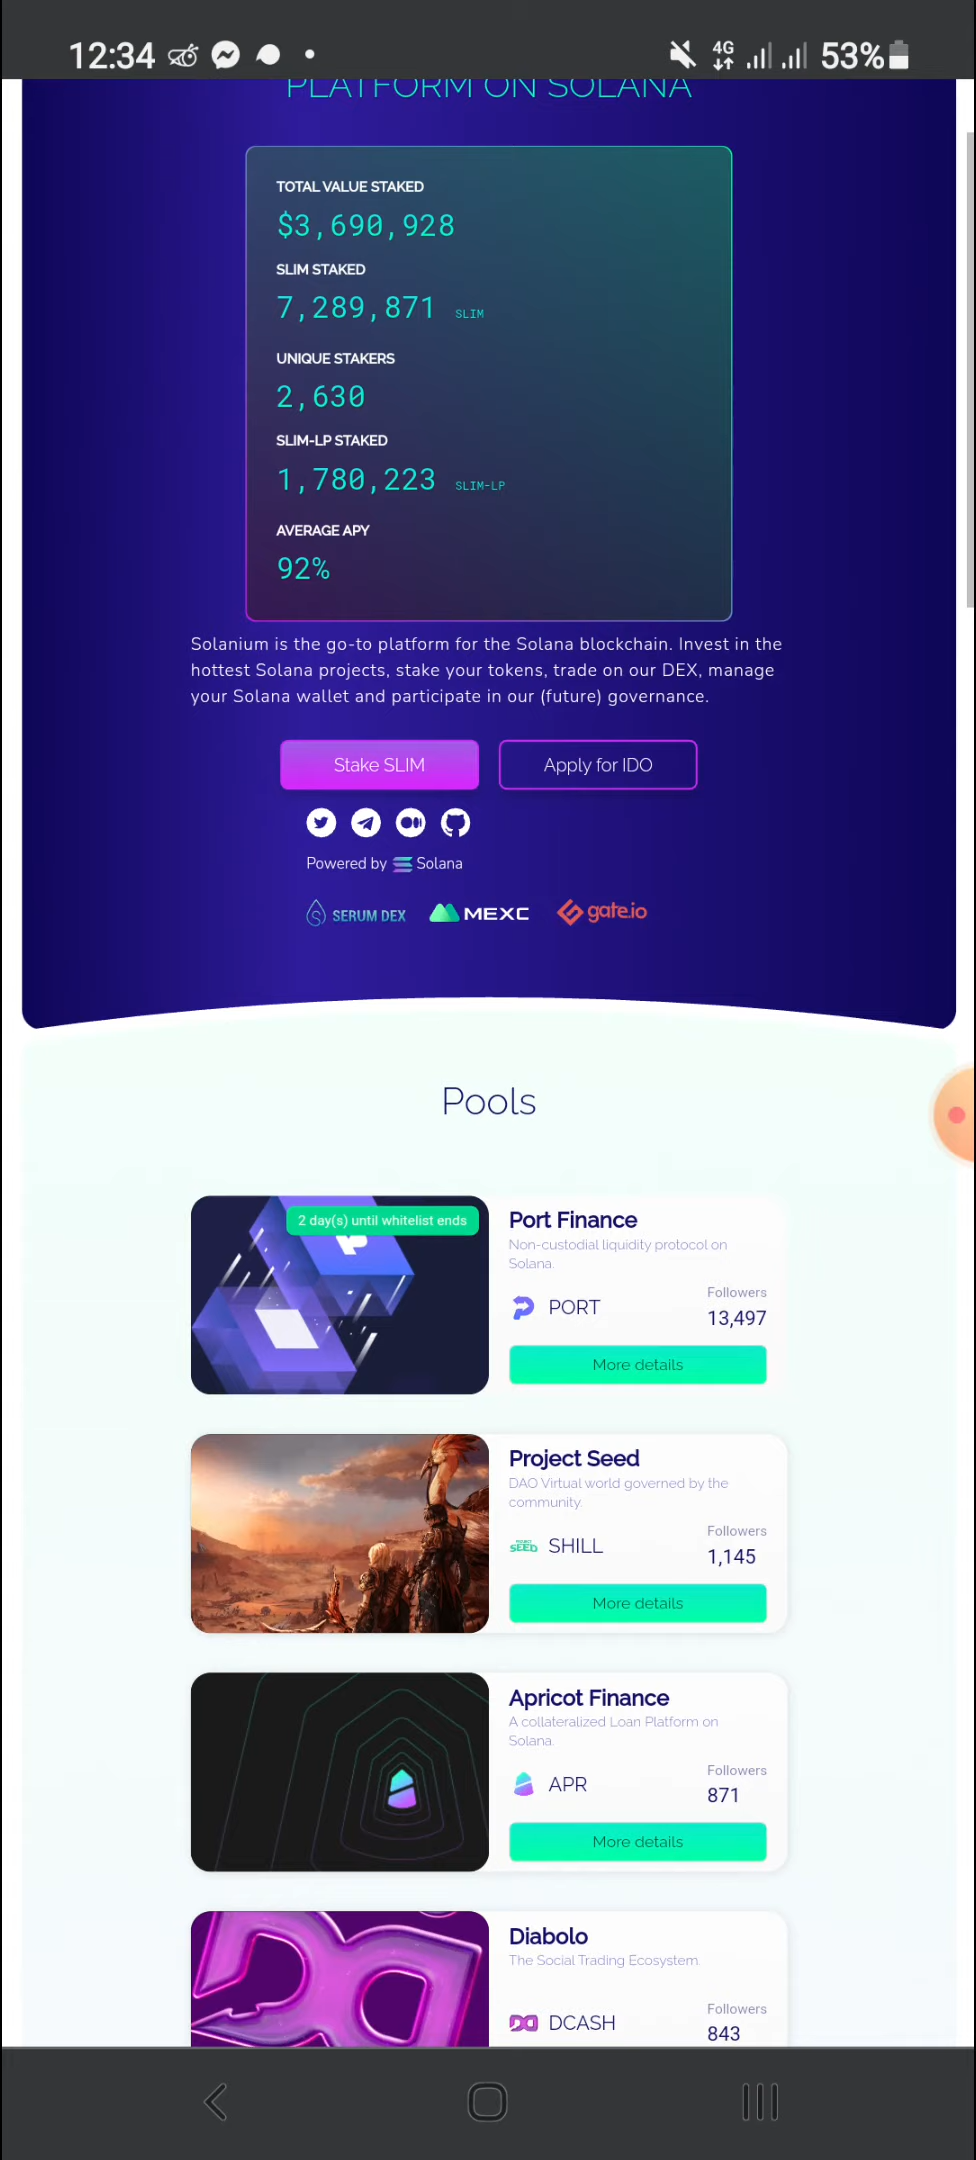 12:34
4G
53%
PLATFORM ON SOLANA
TOTAL VALUE STAKED
$3,690,928
SLIM STAKED
7,289,871 SLIM
UNIQUE STAKERS
2,630
SLIM-LP STAKED
1,780,223 SLIM-LP
AVERAGE APY
92%
Solanium is the go-to platform for the Solana blockchain. Invest in the
hottest Solana projects, stake your tokens, trade on our DEX, manage
your Solana wallet and participate in our (future) governance.
Stake SLIM
Apply for IDO
Powered by Solana
SERUM DEX
MEXC
gate.io
Pools
2 day(s) until whitelist ends
Port Finance
Non-custodial liquidity protocol on
Solana.
PORT
Followers
13,497
More details
Project Seed
DAO Virtual world governed by the
community.
SEED
SHILL
Followers
1,145
More details
Apricot Finance
A collateralized Loan Platform on
Solana.
APR
Followers
871
More details
Diabolo
The Social Trading Ecosystem.
DCASH
Followers
843